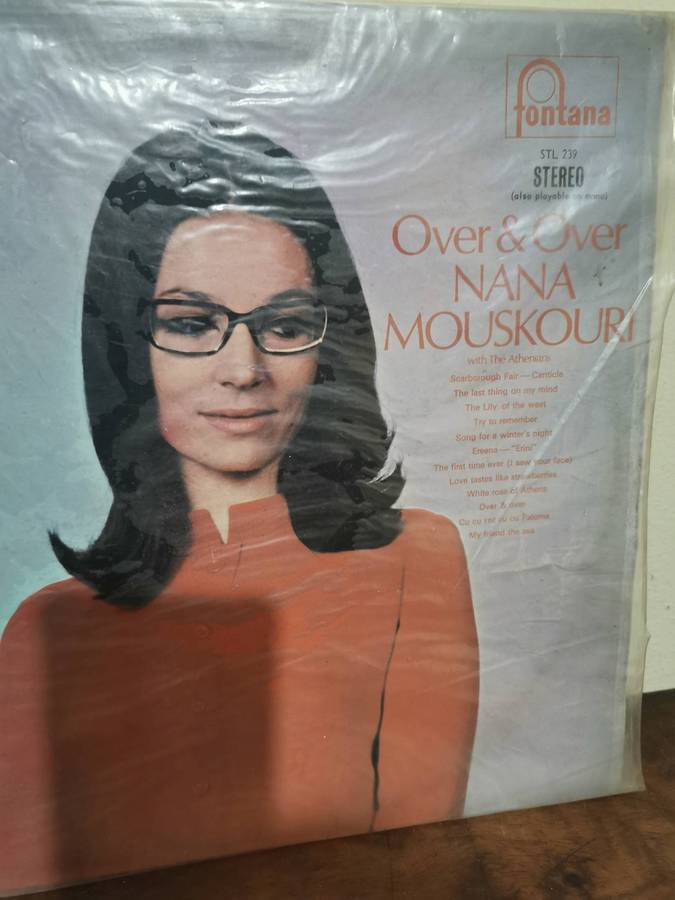 fontana
STL 239
STEREO
(also playable on mono)
Over & Over
NANA
MOUSKOURI
with The Athenians
Scarborough Fair — Canticle
The last thing on my mind
The Lily of the west
Try to remember
Song for a winter's night
Ereena — "Erini"
The first time ever (I saw your face)
Love tastes like strawberries
White rose of Athens
Over & over
Cu cu rru cu cu Paloma
My friend the sea